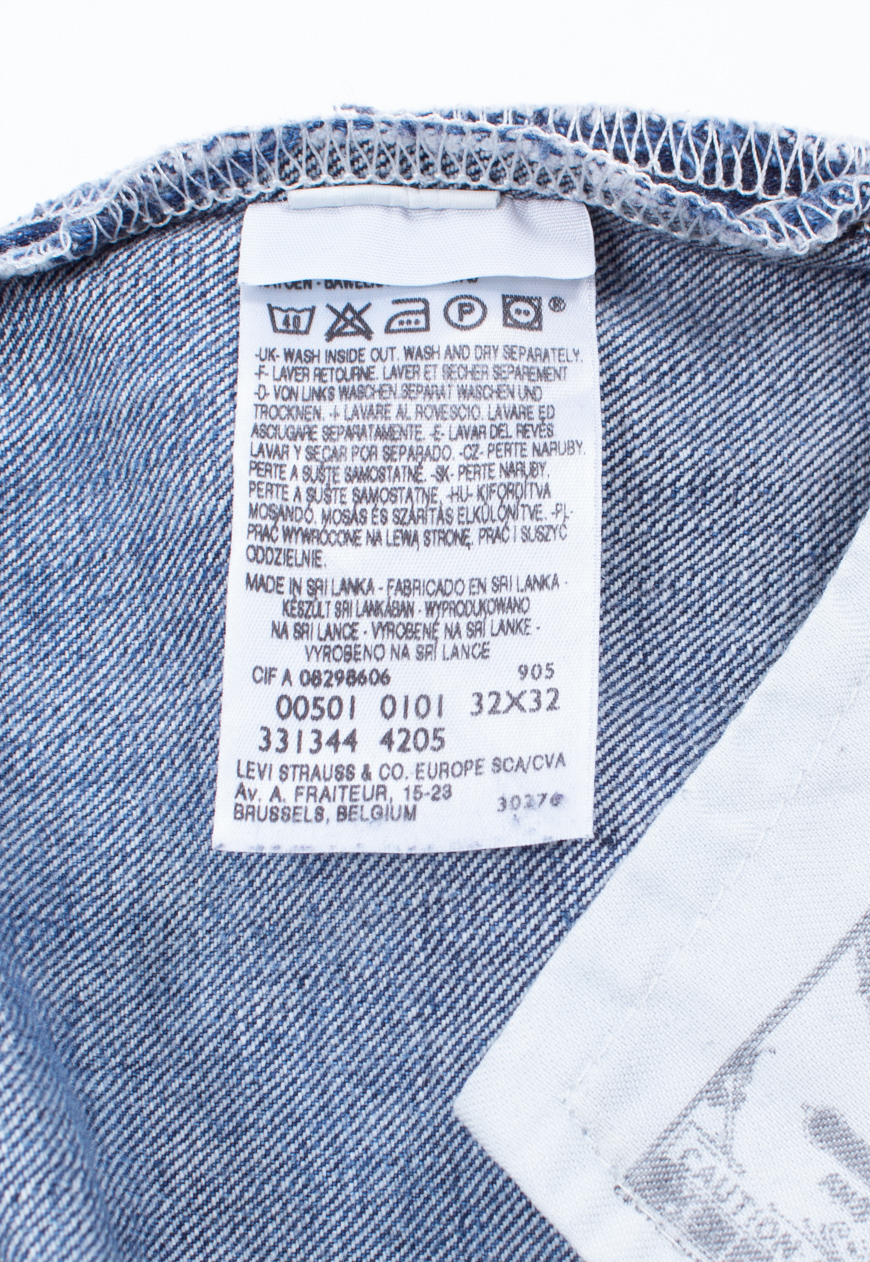 40 P ®
-UK- WASH INSIDE OUT. WASH AND DRY SEPARATELY.
-F- LAVER RETOURNE. LAVER ET SECHER SEPAREMENT
-D- VON LINKS WASCHEN. SEPARAT WASCHEN UND
TROCKNEN. -I- LAVARE AL ROVESCIO. LAVARE ED
ASCIUGARE SEPARATAMENTE. -E- LAVAR DEL REVÉS
LAVAR Y SECAR POR SEPARADO. -CZ- PERTE NARUBY.
PERTE A SUŠTE SAMOSTATNĚ. -SK- PERTE NARUBY,
PERTE A SUŠTE SAMOSTATNE, -HU- KIFORDÍTVA
MOSANDÓ. MOSÁS ÉS SZÁRÍTÁS ELKÜLÖNÍTVE. -PL-
PRAĆ WYWRÓCONE NA LEWĄ STRONĘ, PRAĆ I SUSZYĆ
ODDZIELNIE.
MADE IN SRI LANKA - FABRICADO EN SRI LANKA -
KÉSZÜLT SRI LANKÁBAN - WYPRODUKOWANO
NA SRI LANCE - VYROBENÉ NA SRÍ LANKE -
VYROBENO NA SRÍ LANCE
CIF A 08298606 905
00501 0101 32X32
331344 4205
LEVI STRAUSS & CO. EUROPE SCA/CVA
Av. A. FRAITEUR, 15-23
BRUSSELS, BELGIUM
CAUTION